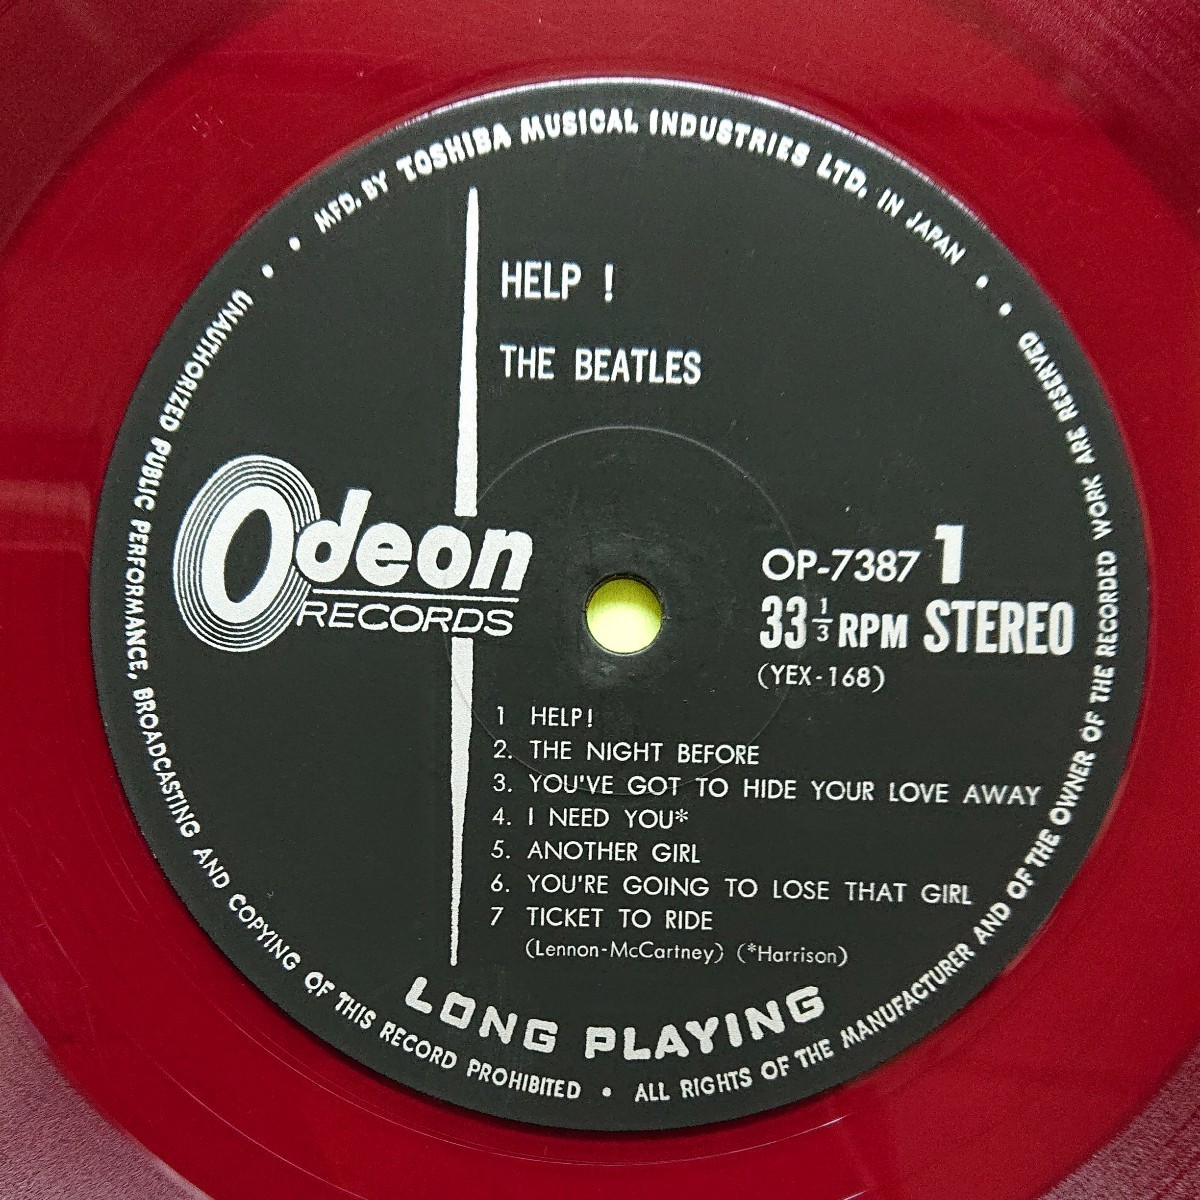 MFD. BY TOSHIBA MUSICAL INDUSTRIES LTD. IN JAPAN
HELP !
THE BEATLES
Odeon
RECORDS
OP-7387 1
33 1/3 RPM STEREO
(YEX-168)
1 HELP!
2. THE NIGHT BEFORE
3. YOU'VE GOT TO HIDE YOUR LOVE AWAY
4. I NEED YOU*
5. ANOTHER GIRL
6. YOU'RE GOING TO LOSE THAT GIRL
7 TICKET TO RIDE
(Lennon-McCartney) (*Harrison)
LONG PLAYING
UNAUTHORIZED PUBLIC PERFORMANCE, BROADCASTING AND COPYING OF THIS RECORD PROHIBITED • ALL RIGHTS OF THE MANUFACTURER AND OF THE OWNER OF THE RECORDED WORK ARE RESERVED